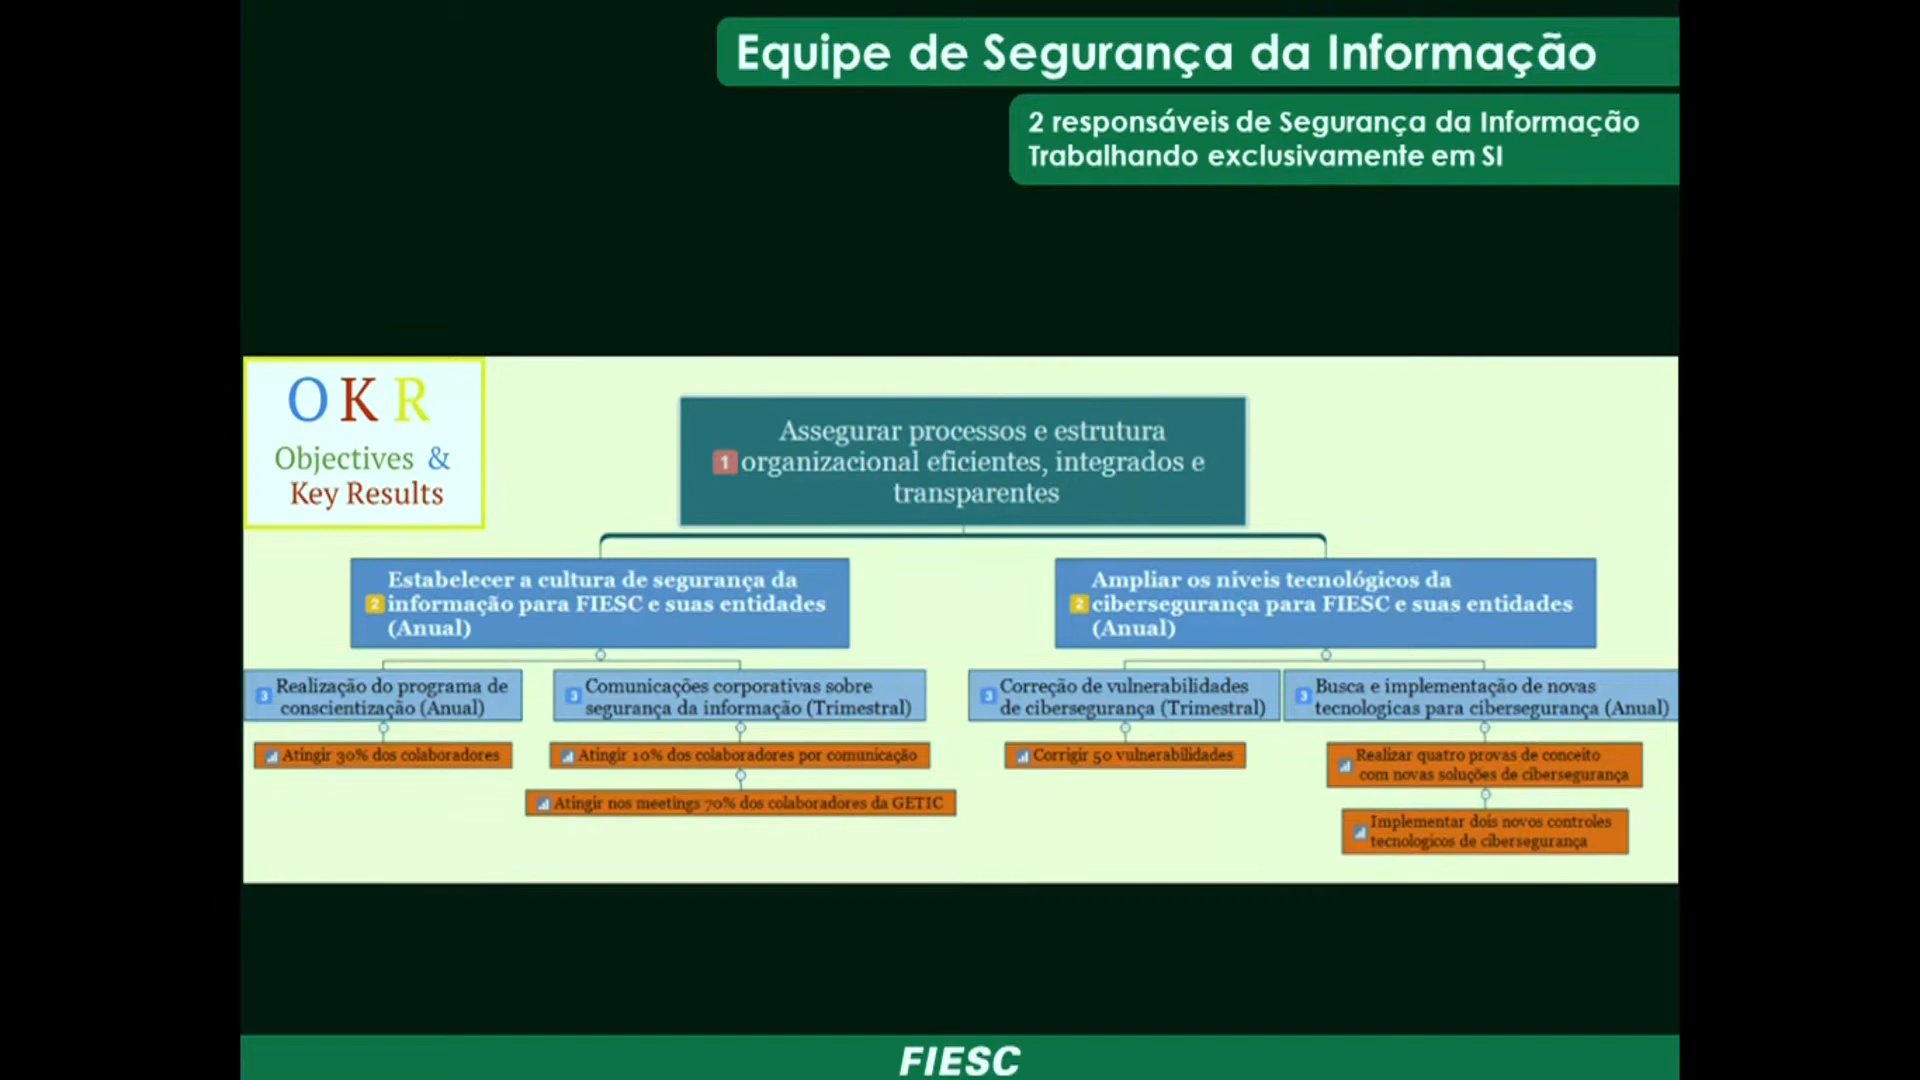 Equipe de Segurança da Informação
2 responsáveis de Segurança da Informação
Trabalhando exclusivamente em SI
O K R
Objectives &
Key Results
Assegurar processos e estrutura
1 organizacional eficientes, integrados e
transparentes
Estabelecer a cultura de segurança da
2 informação para FIESC e suas entidades
(Anual)
Ampliar os niveis tecnológicos da
2 cibersegurança para FIESC e suas entidades
(Anual)
3 Realização do programa de
conscientização (Anual)
3 Comunicações corporativas sobre
segurança da informação (Trimestral)
3 Correção de vulnerabilidades
de cibersegurança (Trimestral)
3 Busca e implementação de novas
tecnologicas para cibersegurança (Anual)
Atingir 30% dos colaboradores
Atingir 10% dos colaboradores por comunicação
Atingir nos meetings 70% dos colaboradores da GETIC
Corrigir 50 vulnerabilidades
Realizar quatro provas de conceito
com novas soluções de cibersegurança
Implementar dois novos controles
tecnologicos de cibersegurança
FIESC